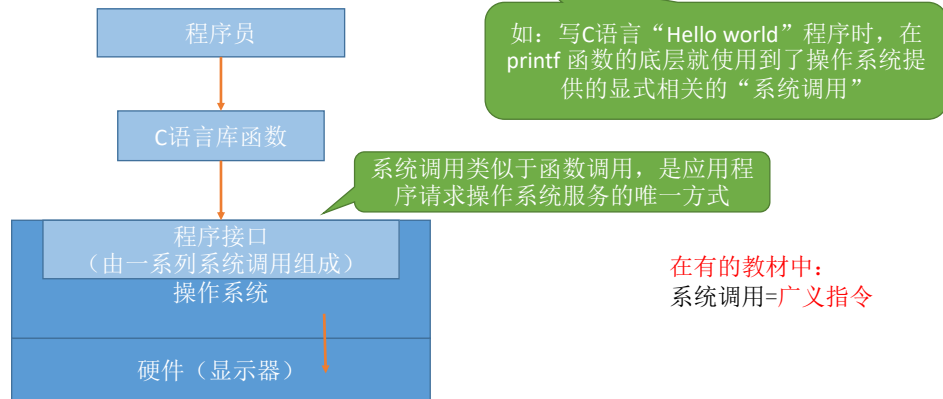 程序员
如：写C语言“Hello world”程序时，在
printf 函数的底层就使用到了操作系统提
供的显式相关的“系统调用”
C语言库函数
系统调用类似于函数调用，是应用程
序请求操作系统服务的唯一方式
程序接口
（由一系列系统调用组成）
操作系统
在有的教材中：
系统调用=广义指令
硬件（显示器）